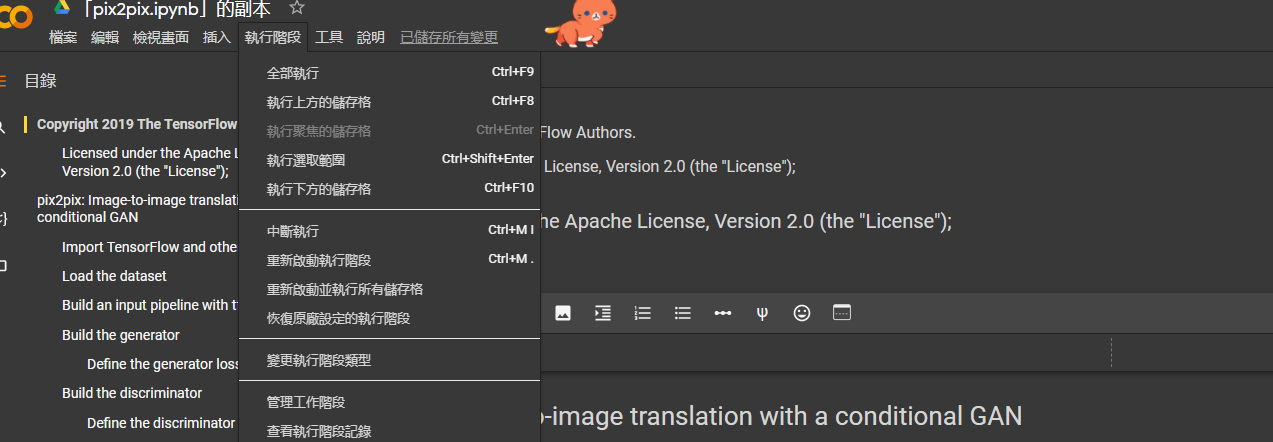 「pix2pix.ipynb」的副本
檔案 編輯 檢視畫面 插入 執行階段 工具 說明 已儲存所有變更
目錄
Copyright 2019 The TensorFlow
Licensed under the Apache L
Version 2.0 (the "License");
pix2pix: Image-to-image translati
conditional GAN
Import TensorFlow and othe
Load the dataset
Build an input pipeline with t
Build the generator
Define the generator loss
Build the discriminator
Define the discriminator
全部執行 Ctrl+F9
執行上方的儲存格 Ctrl+F8
執行聚焦的儲存格 Ctrl+Enter
執行選取範圍 Ctrl+Shift+Enter
執行下方的儲存格 Ctrl+F10
中斷執行 Ctrl+M I
重新啟動執行階段 Ctrl+M .
重新啟動並執行所有儲存格
恢復原廠設定的執行階段
變更執行階段類型
管理工作階段
查看執行階段記錄
Flow Authors.
License, Version 2.0 (the "License");
he Apache License, Version 2.0 (the "License");
o-image translation with a conditional GAN